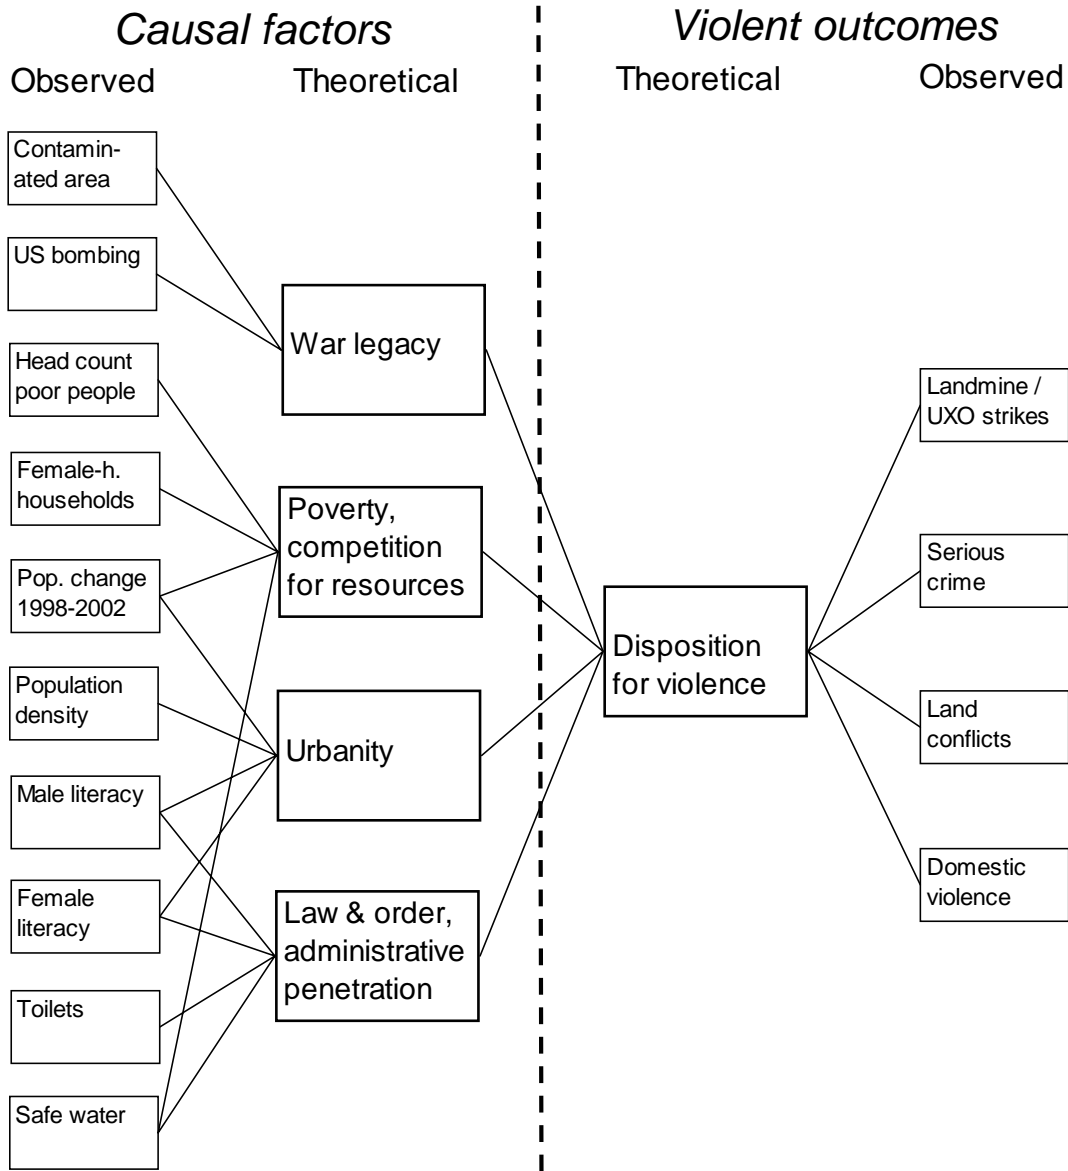 Causal factors
Violent outcomes
Observed
Theoretical
Theoretical
Observed
Contamin-
ated area
US bombing
Head count
poor people
Female-h.
households
Pop. change
1998-2002
Population
density
Male literacy
Female
literacy
Toilets
Safe water
War legacy
Poverty,
competition
for resources
Urbanity
Law & order,
administrative
penetration
Disposition
for violence
Landmine /
UXO strikes
Serious
crime
Land
conflicts
Domestic
violence